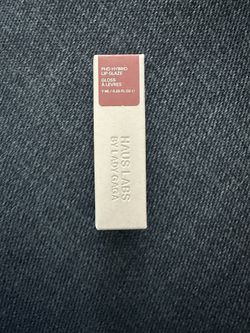 PHD HYBRID
LIP GLAZE
GLOSS
À LÈVRES
HAUS LABS
BY LADY GAGA